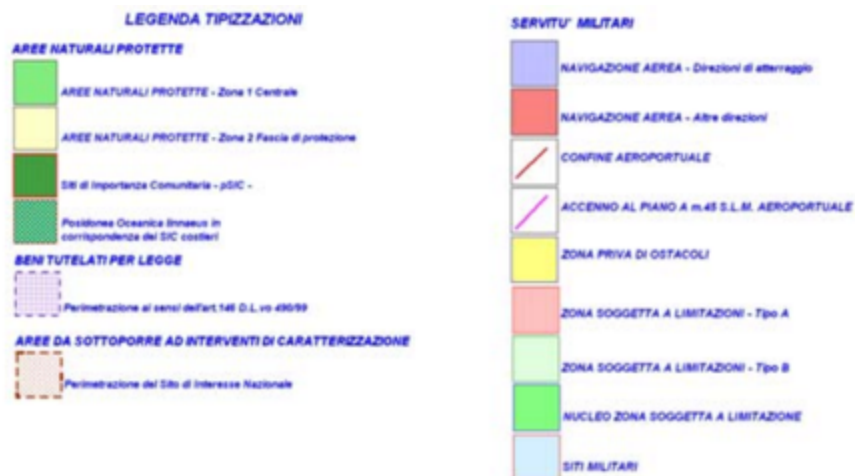 LEGENDA TIPIZZAZIONI
AREE NATURALI PROTETTE
AREE NATURALI PROTETTE - Zona 1 Centrale
AREE NATURALI PROTETTE - Zona 2 Fascia di protezione
Siti di Importanza Comunitaria - pSIC -
Posidonea Oceanica linnaeus in
corrispondenza dei SIC costieri
BENI TUTELATI PER LEGGE
Perimetrazione ai sensi dell'art.146 D.L.vo 490/99
AREE DA SOTTOPORRE AD INTERVENTI DI CARATTERIZZAZIONE
Perimetrazione del Sito di Interesse Nazionale
SERVITU' MILITARI
NAVIGAZIONE AEREA - Direzioni di atterraggio
NAVIGAZIONE AEREA - Altre direzioni
CONFINE AEROPORTUALE
ACCENNO AL PIANO A m.45 S.L.M. AEROPORTUALE
ZONA PRIVA DI OSTACOLI
ZONA SOGGETTA A LIMITAZIONI - Tipo A
ZONA SOGGETTA A LIMITAZIONI - Tipo B
NUCLEO ZONA SOGGETTA A LIMITAZIONE
SITI MILITARI